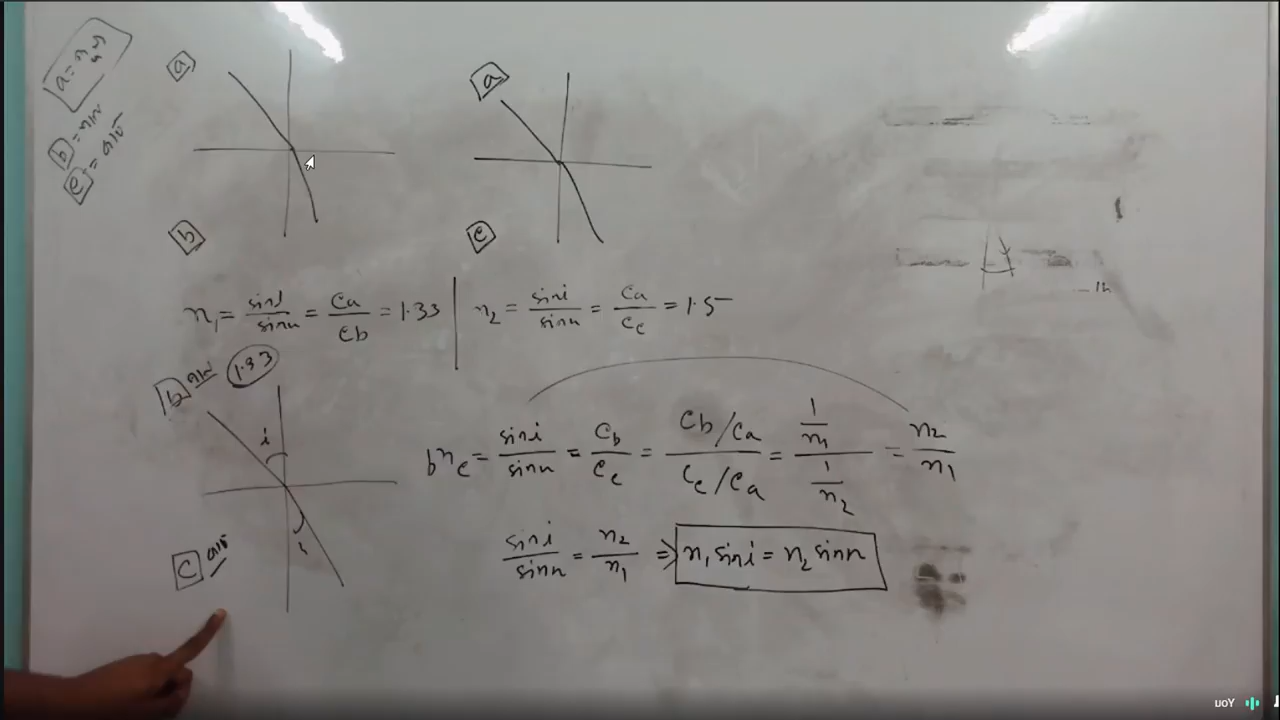 a
b
n₁ = sin i / sin r = Ca / Cb = 1.33
a
c
n₂ = sin i / sin r = Ca / Cc = 1.5
b 1.33
i
r
c
bnc = sin i / sin r = Cb / Cc = (Cb/Ca) / (Cc/Ca) = (1/n₁) / (1/n₂) = n₂ / n₁
sin i / sin r = n₂ / n₁ ⇒ n₁ sin i = n₂ sin r
uoY